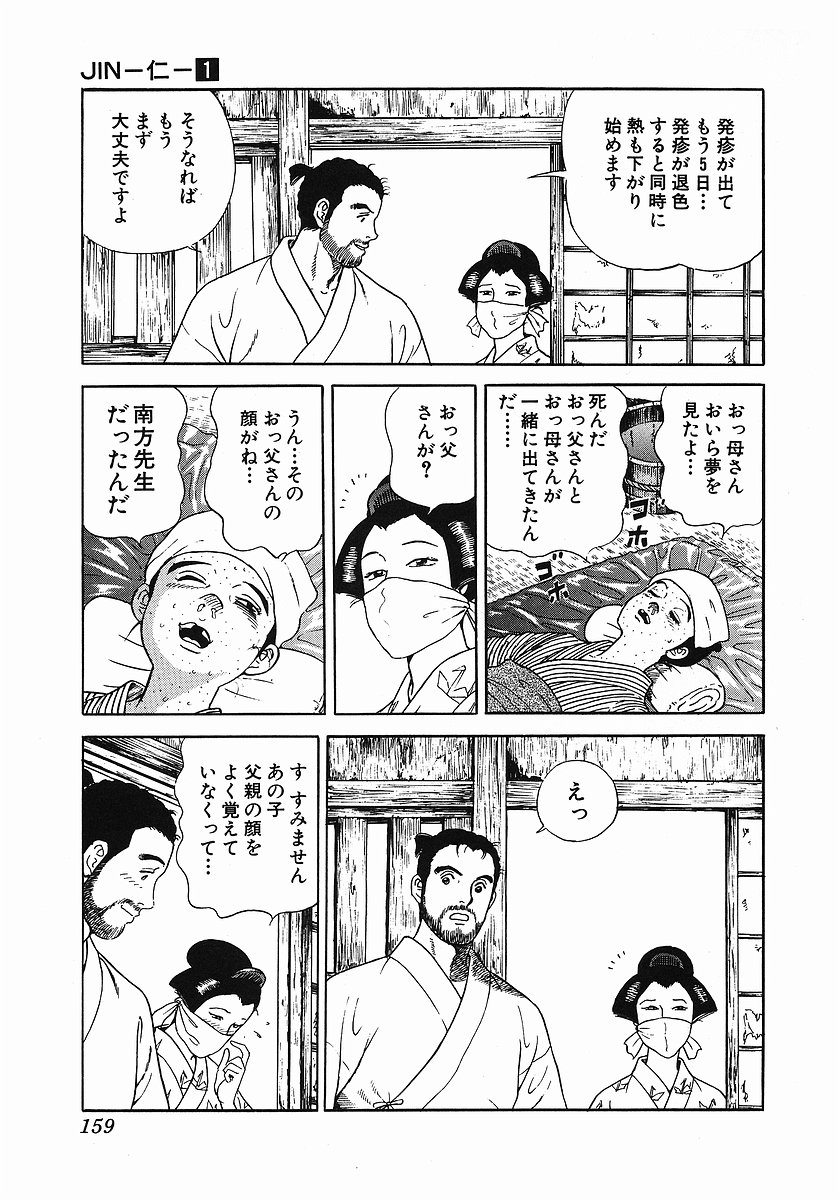 JIN－仁－1
発疹が出て
もう5日…
発疹が退色
すると同時に
熱も下がり
始めます
そうなれば
もう
まず
大丈夫ですよ
おっ母さん
おいら夢を
見たよ…
死んだ
おっ父さんと
おっ母さんが
一緒に出てきたん
だ……
ゴホ
ゴホ
おっ父
さんが？
うん…その
おっ父さんの
顔がね…
南方先生
だったんだ
えっ
す すみません
あの子
父親の顔を
よく覚えて
いなくって…
159